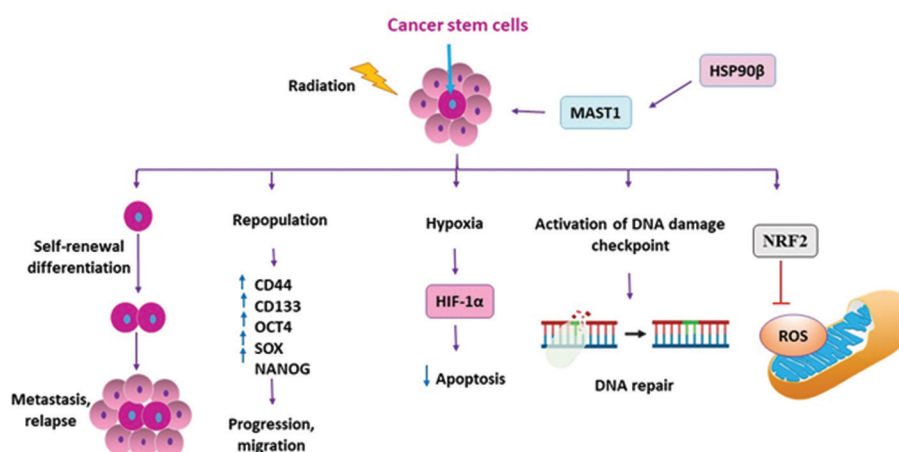 Cancer stem cells
Radiation
HSP90β
MAST1
Self-renewal
differentiation
Metastasis,
relapse
Repopulation
CD44
CD133
OCT4
SOX
NANOG
Progression,
migration
Hypoxia
HIF-1α
Apoptosis
Activation of DNA damage
checkpoint
DNA repair
NRF2
ROS